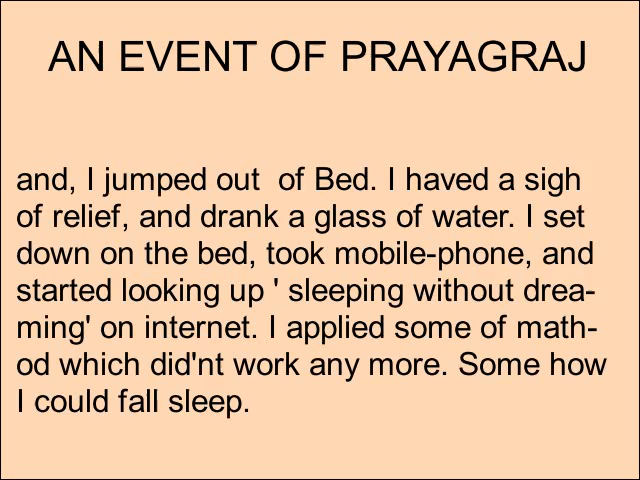 AN EVENT OF PRAYAGRAJ
and, I jumped out  of Bed. I haved a sigh
of relief, and drank a glass of water. I set
down on the bed, took mobile-phone, and
started looking up ' sleeping without drea-
ming' on internet. I applied some of math-
od which did'nt work any more. Some how
I could fall sleep.